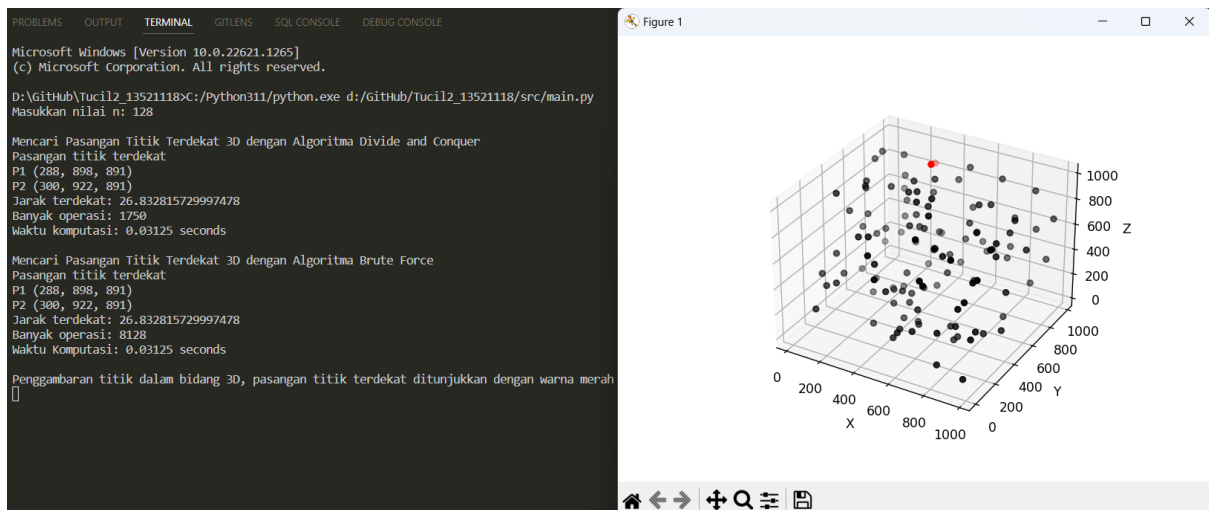 PROBLEMS OUTPUT TERMINAL GITLENS SQL CONSOLE DEBUG CONSOLE
Microsoft Windows [Version 10.0.22621.1265]
(c) Microsoft Corporation. All rights reserved.
D:\GitHub\Tucil2_13521118>C:/Python311/python.exe d:/GitHub/Tucil2_13521118/src/main.py
Masukkan nilai n: 128
Mencari Pasangan Titik Terdekat 3D dengan Algoritma Divide and Conquer
Pasangan titik terdekat
P1 (288, 898, 891)
P2 (300, 922, 891)
Jarak terdekat: 26.832815729997478
Banyak operasi: 1750
Waktu komputasi: 0.03125 seconds
Mencari Pasangan Titik Terdekat 3D dengan Algoritma Brute Force
Pasangan titik terdekat
P1 (288, 898, 891)
P2 (300, 922, 891)
Jarak terdekat: 26.832815729997478
Banyak operasi: 8128
Waktu Komputasi: 0.03125 seconds
Penggambaran titik dalam bidang 3D, pasangan titik terdekat ditunjukkan dengan warna merah
Figure 1
1000
800
600 Z
400
200
0
1000
800
600
400 Y
200
0
0
200
400
600
X 800
1000